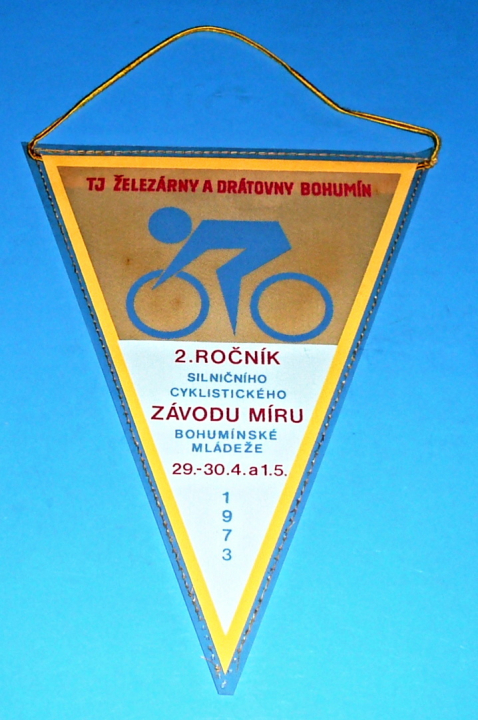 TJ ŽELEZÁRNY A DRÁTOVNY BOHUMÍN
2. ROČNÍK
SILNIČNÍHO
CYKLISTICKÉHO
ZÁVODU MÍRU
BOHUMÍNSKÉ
MLÁDEŽE
29.-30.4.a1.5.
1
9
7
3